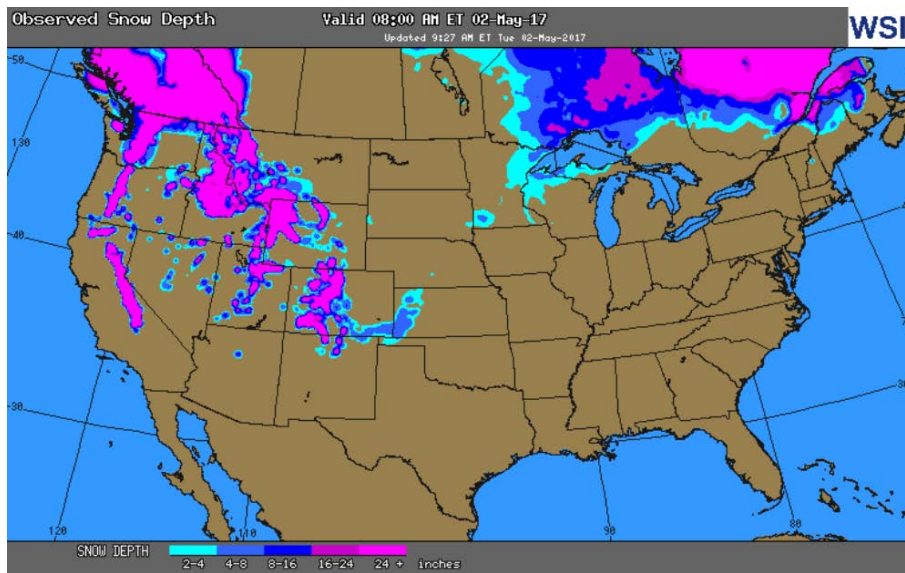 Observed Snow Depth
Valid 08:00 AM ET 02-May-17
Updated 9:27 AM ET Tue 02-May-2017
WSI
50
130
40
30
120
110
90
80
SNOW DEPTH
2-4 4-8 8-16 16-24 24 + inches